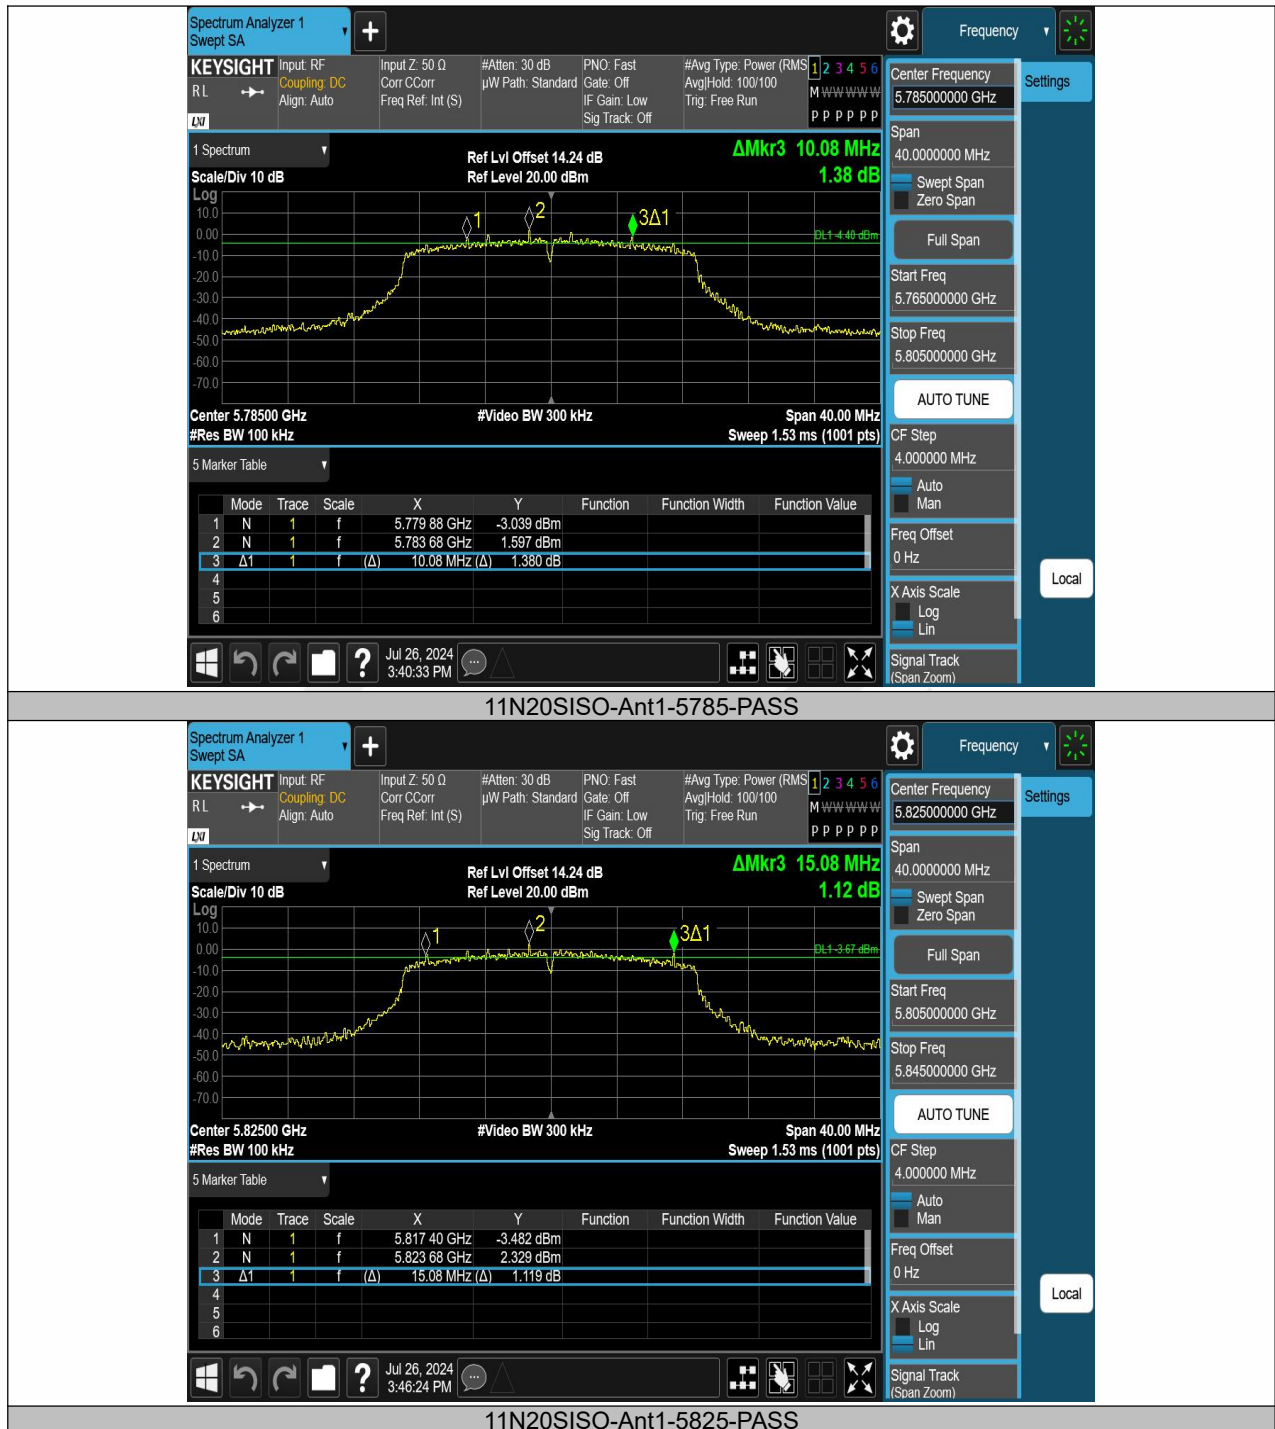 Spectrum Analyzer 1
Swept SA
+
Frequency
KEYSIGHT
RL
LXI
Input: RF
Coupling: DC
Align: Auto
Input Z: 50 Ω
Corr CCorr
Freq Ref: Int (S)
#Atten: 30 dB
µW Path: Standard
PNO: Fast
Gate: Off
IF Gain: Low
Sig Track: Off
#Avg Type: Power (RMS
Avg|Hold: 100/100
Trig: Free Run
1 2 3 4 5 6
M W W W W W
P P P P P P
Center Frequency
5.785000000 GHz
Settings
Span
40.0000000 MHz
Swept Span
Zero Span
Full Span
Start Freq
5.765000000 GHz
Stop Freq
5.805000000 GHz
AUTO TUNE
CF Step
4.000000 MHz
Auto
Man
Freq Offset
0 Hz
X Axis Scale
Log
Lin
Signal Track
(Span Zoom)
Local
1 Spectrum
Scale/Div 10 dB
Ref Lvl Offset 14.24 dB
Ref Level 20.00 dBm
ΔMkr3 10.08 MHz
1.38 dB
Log
10.0
0.00
-10.0
-20.0
-30.0
-40.0
-50.0
-60.0
-70.0
1
2
3Δ1
DL1 -4.40 dBm
Center 5.78500 GHz
#Video BW 300 kHz
Span 40.00 MHz
#Res BW 100 kHz
Sweep 1.53 ms (1001 pts)
5 Marker Table
Mode Trace Scale X Y Function Function Width Function Value
1 N 1 f 5.779 88 GHz -3.039 dBm
2 N 1 f 5.783 68 GHz 1.597 dBm
3 Δ1 1 f (Δ) 10.08 MHz (Δ) 1.380 dB
4
5
6
?
Jul 26, 2024
3:40:33 PM
11N20SISO-Ant1-5785-PASS
Spectrum Analyzer 1
Swept SA
+
Frequency
KEYSIGHT
RL
LXI
Input: RF
Coupling: DC
Align: Auto
Input Z: 50 Ω
Corr CCorr
Freq Ref: Int (S)
#Atten: 30 dB
µW Path: Standard
PNO: Fast
Gate: Off
IF Gain: Low
Sig Track: Off
#Avg Type: Power (RMS
Avg|Hold: 100/100
Trig: Free Run
1 2 3 4 5 6
M W W W W W
P P P P P P
Center Frequency
5.825000000 GHz
Settings
Span
40.0000000 MHz
Swept Span
Zero Span
Full Span
Start Freq
5.805000000 GHz
Stop Freq
5.845000000 GHz
AUTO TUNE
CF Step
4.000000 MHz
Auto
Man
Freq Offset
0 Hz
X Axis Scale
Log
Lin
Signal Track
(Span Zoom)
Local
1 Spectrum
Scale/Div 10 dB
Ref Lvl Offset 14.24 dB
Ref Level 20.00 dBm
ΔMkr3 15.08 MHz
1.12 dB
Log
10.0
0.00
-10.0
-20.0
-30.0
-40.0
-50.0
-60.0
-70.0
1
2
3Δ1
DL1 -3.67 dBm
Center 5.82500 GHz
#Video BW 300 kHz
Span 40.00 MHz
#Res BW 100 kHz
Sweep 1.53 ms (1001 pts)
5 Marker Table
Mode Trace Scale X Y Function Function Width Function Value
1 N 1 f 5.817 40 GHz -3.482 dBm
2 N 1 f 5.823 68 GHz 2.329 dBm
3 Δ1 1 f (Δ) 15.08 MHz (Δ) 1.119 dB
4
5
6
?
Jul 26, 2024
3:46:24 PM
11N20SISO-Ant1-5825-PASS